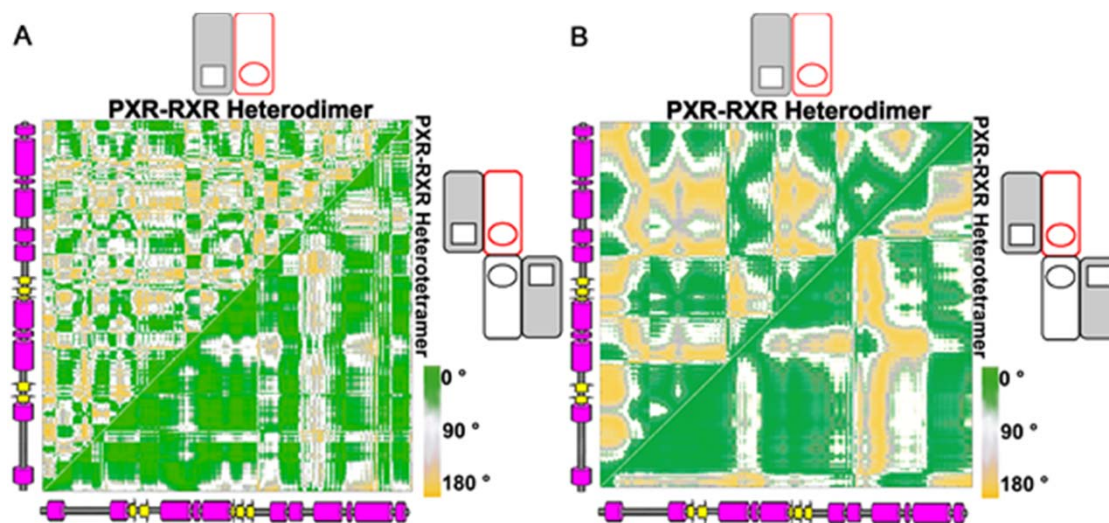 A
PXR-RXR Heterodimer
PXR-RXR Heterotetramer
0 °
90 °
180 °
B
PXR-RXR Heterodimer
PXR-RXR Heterotetramer
0 °
90 °
180 °